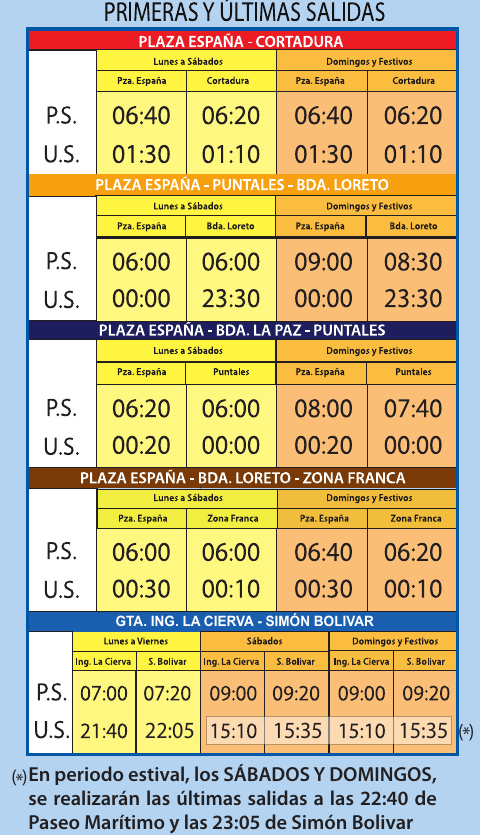 PRIMERAS Y ÚLTIMAS SALIDAS
PLAZA ESPAÑA - CORTADURA
Lunes a Sábados Domingos y Festivos
Pza. España Cortadura Pza. España Cortadura
P.S. 06:40 06:20 06:40 06:20
U.S. 01:30 01:10 01:30 01:10
PLAZA ESPAÑA - PUNTALES - BDA. LORETO
Lunes a Sábados Domingos y Festivos
Pza. España Bda. Loreto Pza. España Bda. Loreto
P.S. 06:00 06:00 09:00 08:30
U.S. 00:00 23:30 00:00 23:30
PLAZA ESPAÑA - BDA. LA PAZ - PUNTALES
Lunes a Sábados Domingos y Festivos
Pza. España Puntales Pza. España Puntales
P.S. 06:20 06:00 08:00 07:40
U.S. 00:20 00:00 00:20 00:00
PLAZA ESPAÑA - BDA. LORETO - ZONA FRANCA
Lunes a Sábados Domingos y Festivos
Pza. España Zona Franca Pza. España Zona Franca
P.S. 06:00 06:00 06:40 06:20
U.S. 00:30 00:10 00:30 00:10
GTA. ING. LA CIERVA - SIMÓN BOLIVAR
Lunes a Viernes Sábados Domingos y Festivos
Ing. La Cierva S. Bolivar Ing. La Cierva S. Bolivar Ing. La Cierva S. Bolivar
P.S. 07:00 07:20 09:00 09:20 09:00 09:20
U.S. 21:40 22:05 15:10 15:35 15:10 15:35 (*)
(*) En periodo estival, los SÁBADOS Y DOMINGOS,
se realizarán las últimas salidas a las 22:40 de
Paseo Marítimo y las 23:05 de Simón Bolivar